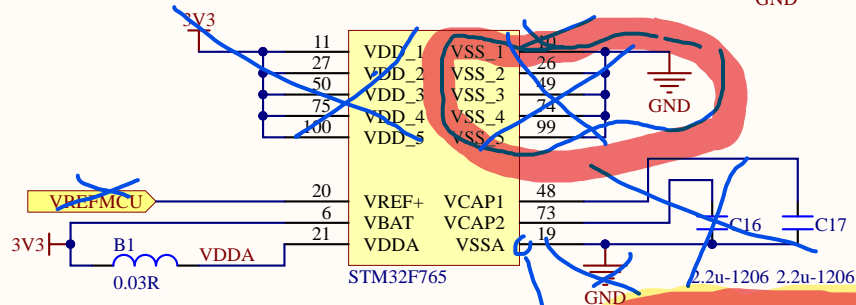 GND
3V3
11 VDD_1 VSS_1 10
27 VDD_2 VSS_2 26
50 VDD_3 VSS_3 49
75 VDD_4 VSS_4 74
100 VDD_5 VSS_5 99
GND
VREFMCU 20 VREF+ VCAP1 48
6 VBAT VCAP2 73 C16 C17
3V3 B1 VDDA 21 VDDA VSSA 19
0.03R STM32F765 2.2u-1206 2.2u-1206
GND